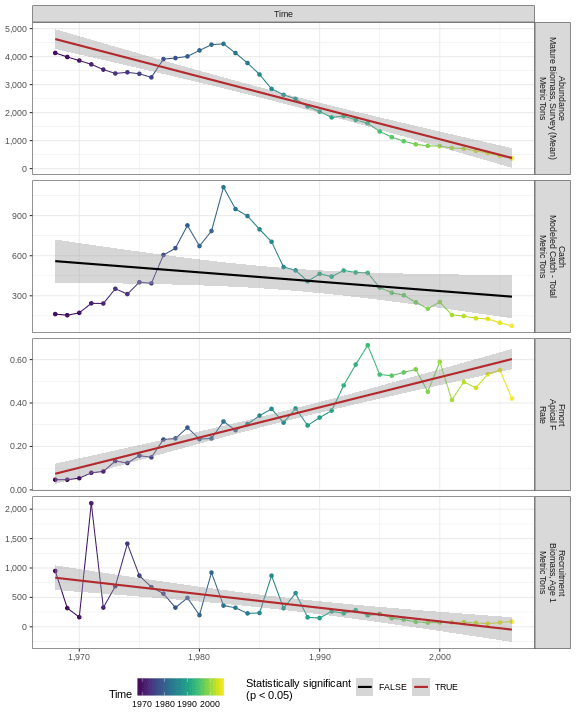 Time
5,000
4,000
3,000
2,000
1,000
0
Abundance
Mature Biomass, Survey (Mean)
Metric Tons
900
600
300
Catch
Modelled Catch - Total
Metric Tons
0.60
0.40
0.20
0.00
Fmort
Apical F
Rate
2,000
1,500
1,000
500
0
Recruitment
Biomass, Age 1
Metric Tons
1,970 1,980 1,990 2,000
Time
1970 1980 1990 2000
Statistically significant
(p < 0.05)
FALSE TRUE